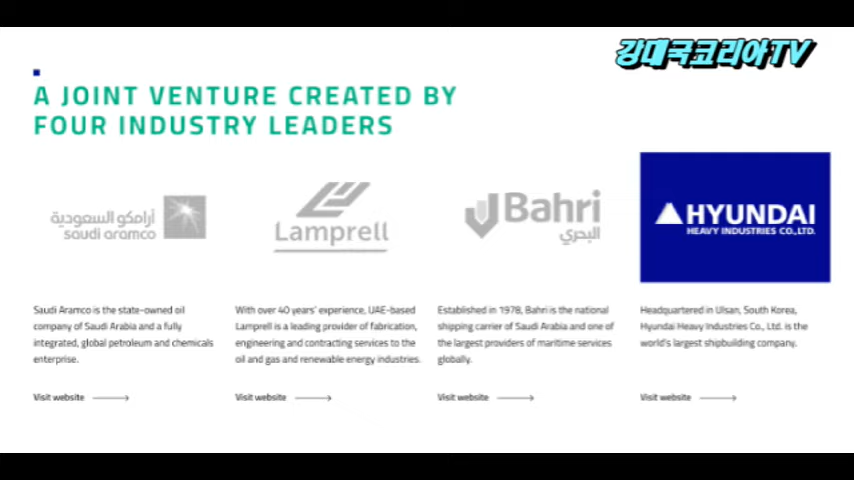 강대국코리아TV
A JOINT VENTURE CREATED BY
FOUR INDUSTRY LEADERS
أرامكو السعودية
saudi aramco
Lamprell
Bahri
البحري
HYUNDAI
HEAVY INDUSTRIES CO.,LTD.
Saudi Aramco is the state-owned oil
company of Saudi Arabia and a fully
integrated, global petroleum and chemicals
enterprise.
Visit website
With over 40 years' experience, UAE-based
Lamprell is a leading provider of fabrication,
engineering and contracting services to the
oil and gas and renewable energy industries.
Visit website
Established in 1978, Bahri is the national
shipping carrier of Saudi Arabia and one of
the largest providers of maritime services
globally.
Visit website
Headquartered in Ulsan, South Korea,
Hyundai Heavy Industries Co., Ltd. is the
world's largest shipbuilding company.
Visit website